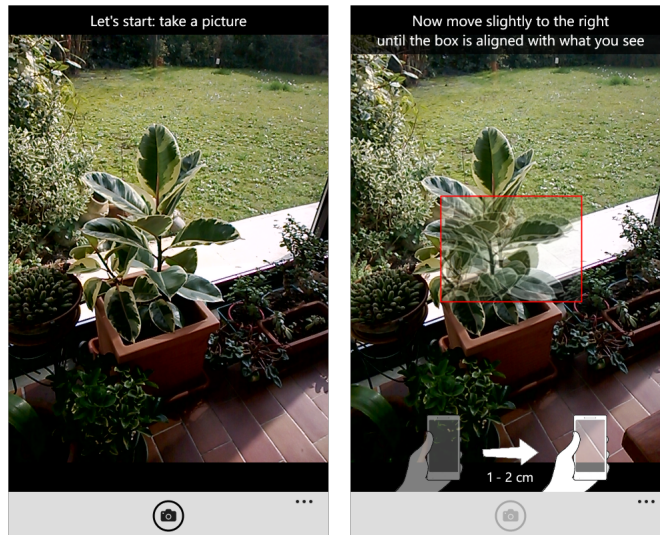 Let's start: take a picture
Now move slightly to the right
until the box is aligned with what you see
1 - 2 cm